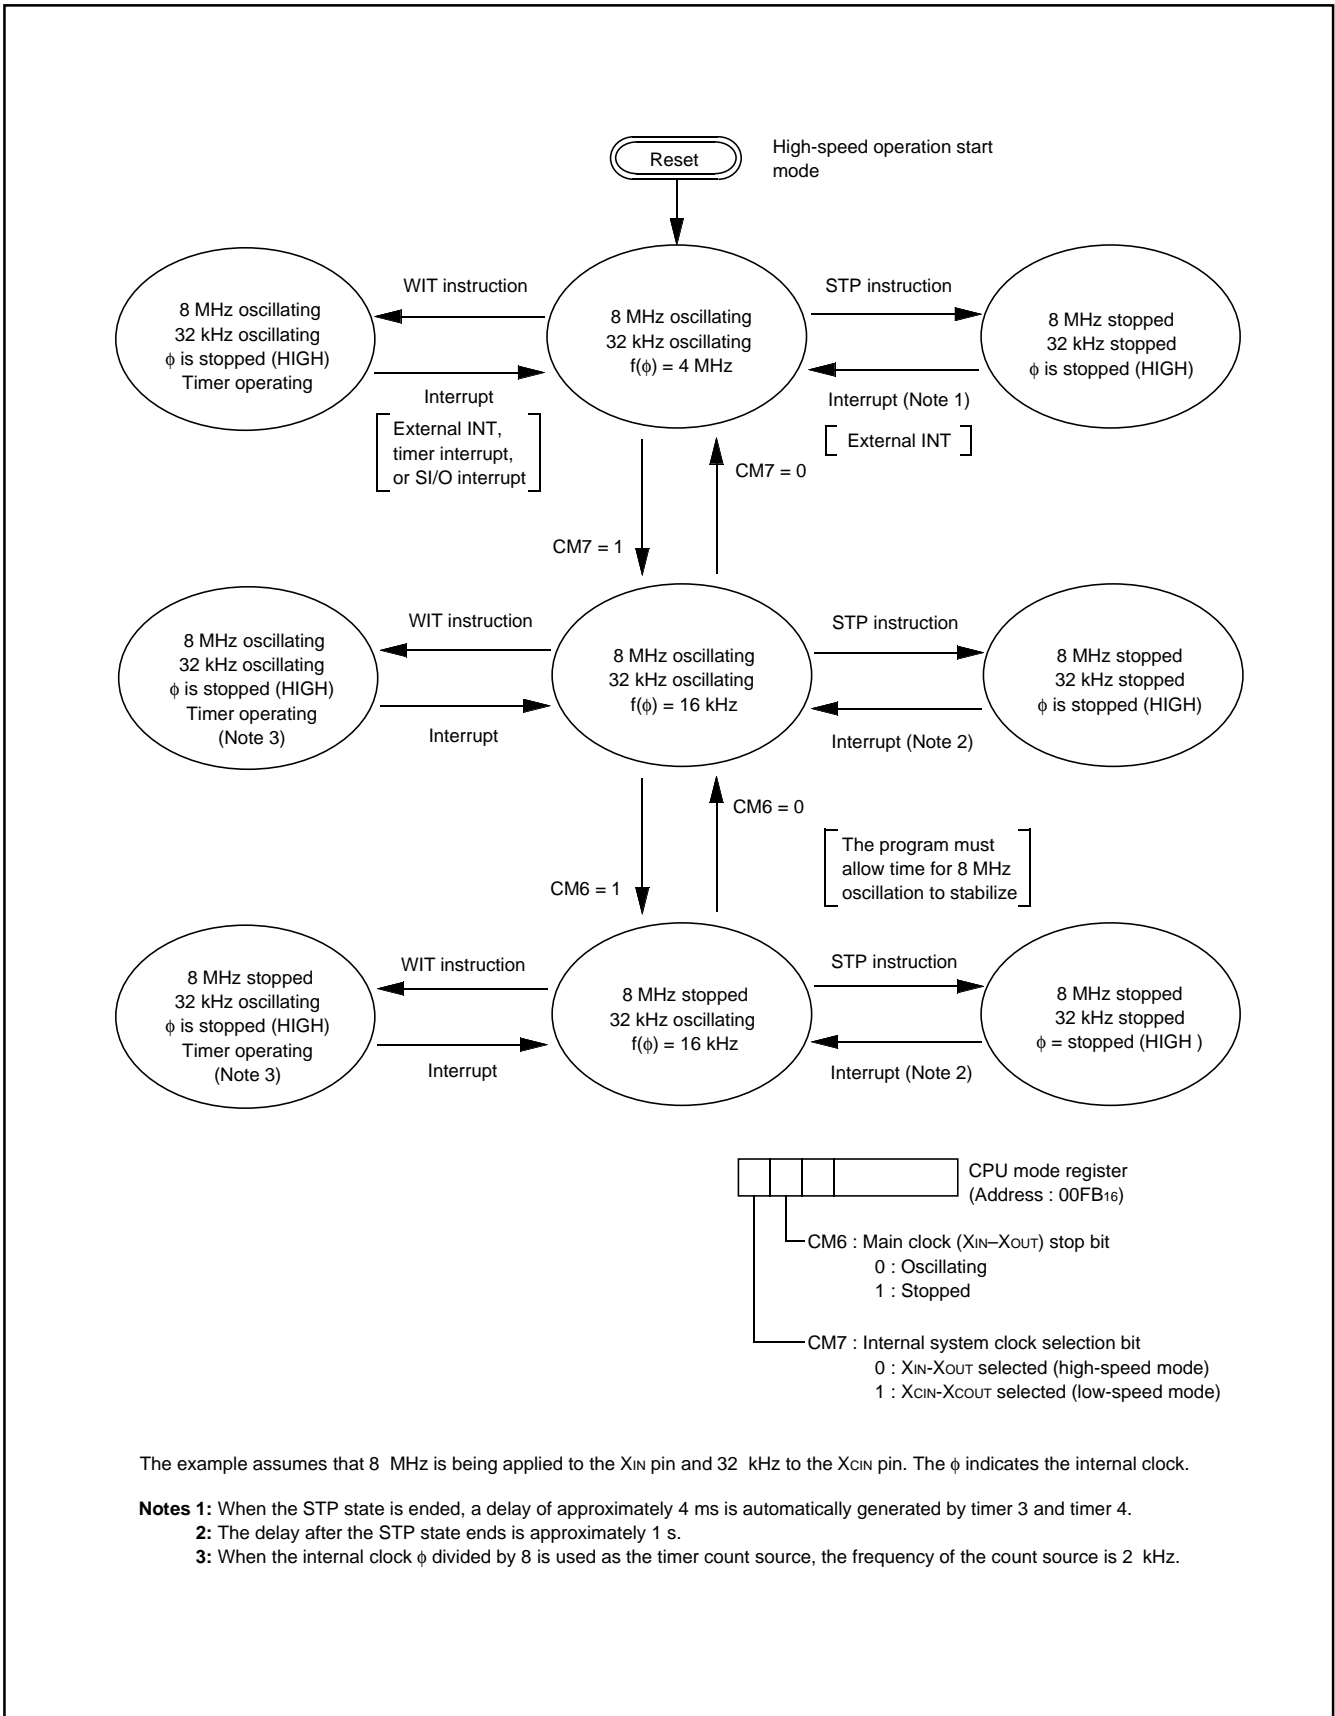 Reset
High-speed operation start
mode
8 MHz oscillating
32 kHz oscillating
ϕ is stopped (HIGH)
Timer operating
WIT instruction
Interrupt
External INT,
timer interrupt,
or SI/O interrupt
8 MHz oscillating
32 kHz oscillating
f(ϕ) = 4 MHz
STP instruction
Interrupt (Note 1)
External INT
8 MHz stopped
32 kHz stopped
ϕ is stopped (HIGH)
CM7 = 0
CM7 = 1
8 MHz oscillating
32 kHz oscillating
ϕ is stopped (HIGH)
Timer operating
(Note 3)
WIT instruction
Interrupt
8 MHz oscillating
32 kHz oscillating
f(ϕ) = 16 kHz
STP instruction
Interrupt (Note 2)
8 MHz stopped
32 kHz stopped
ϕ is stopped (HIGH)
CM6 = 0
The program must
allow time for 8 MHz
oscillation to stabilize
CM6 = 1
8 MHz stopped
32 kHz oscillating
ϕ is stopped (HIGH)
Timer operating
(Note 3)
WIT instruction
Interrupt
8 MHz stopped
32 kHz oscillating
f(ϕ) = 16 kHz
STP instruction
Interrupt (Note 2)
8 MHz stopped
32 kHz stopped
ϕ = stopped (HIGH )
CPU mode register
(Address : 00FB16)
CM6 : Main clock (XIN–XOUT) stop bit
0 : Oscillating
1 : Stopped
CM7 : Internal system clock selection bit
0 : XIN-XOUT selected (high-speed mode)
1 : XCIN-XCOUT selected (low-speed mode)
The example assumes that 8 MHz is being applied to the XIN pin and 32 kHz to the XCIN pin. The ϕ indicates the internal clock.
Notes 1: When the STP state is ended, a delay of approximately 4 ms is automatically generated by timer 3 and timer 4.
2: The delay after the STP state ends is approximately 1 s.
3: When the internal clock ϕ divided by 8 is used as the timer count source, the frequency of the count source is 2 kHz.